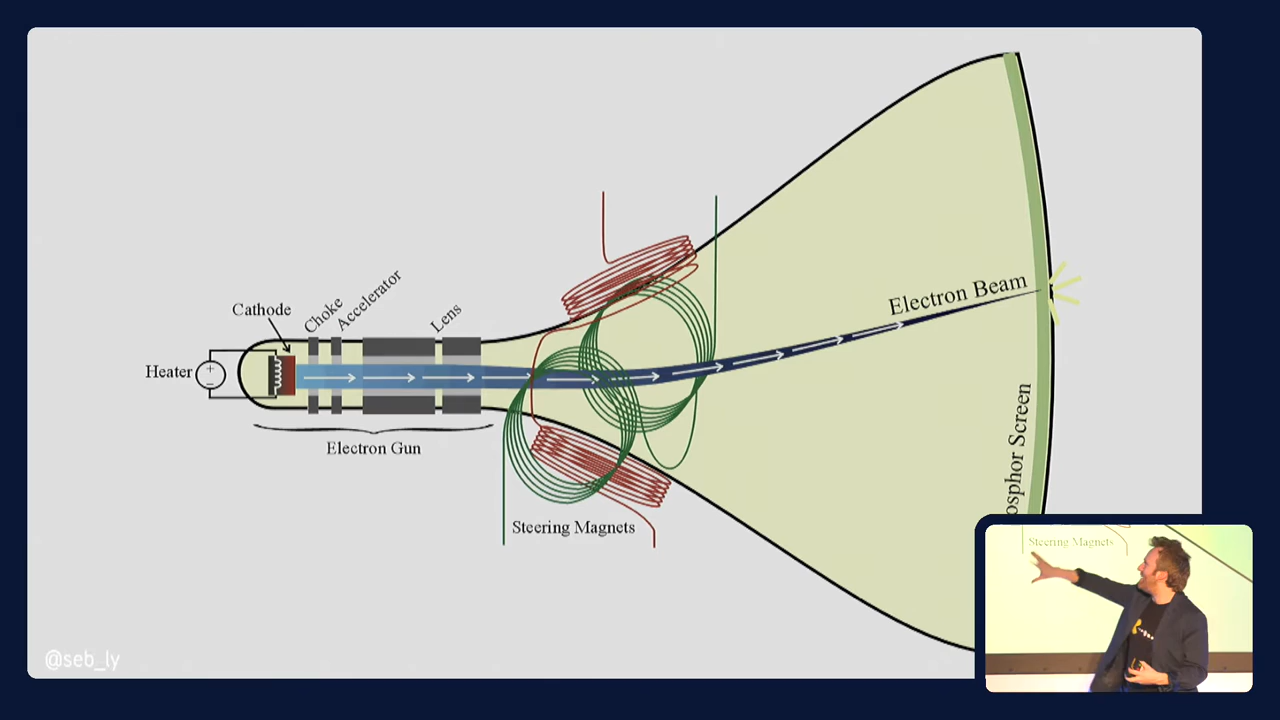 Cathode
Choke
Accelerator
Lens
Heater
Electron Gun
Steering Magnets
Electron Beam
osphor Screen
@seb_ly
Steering Magnets